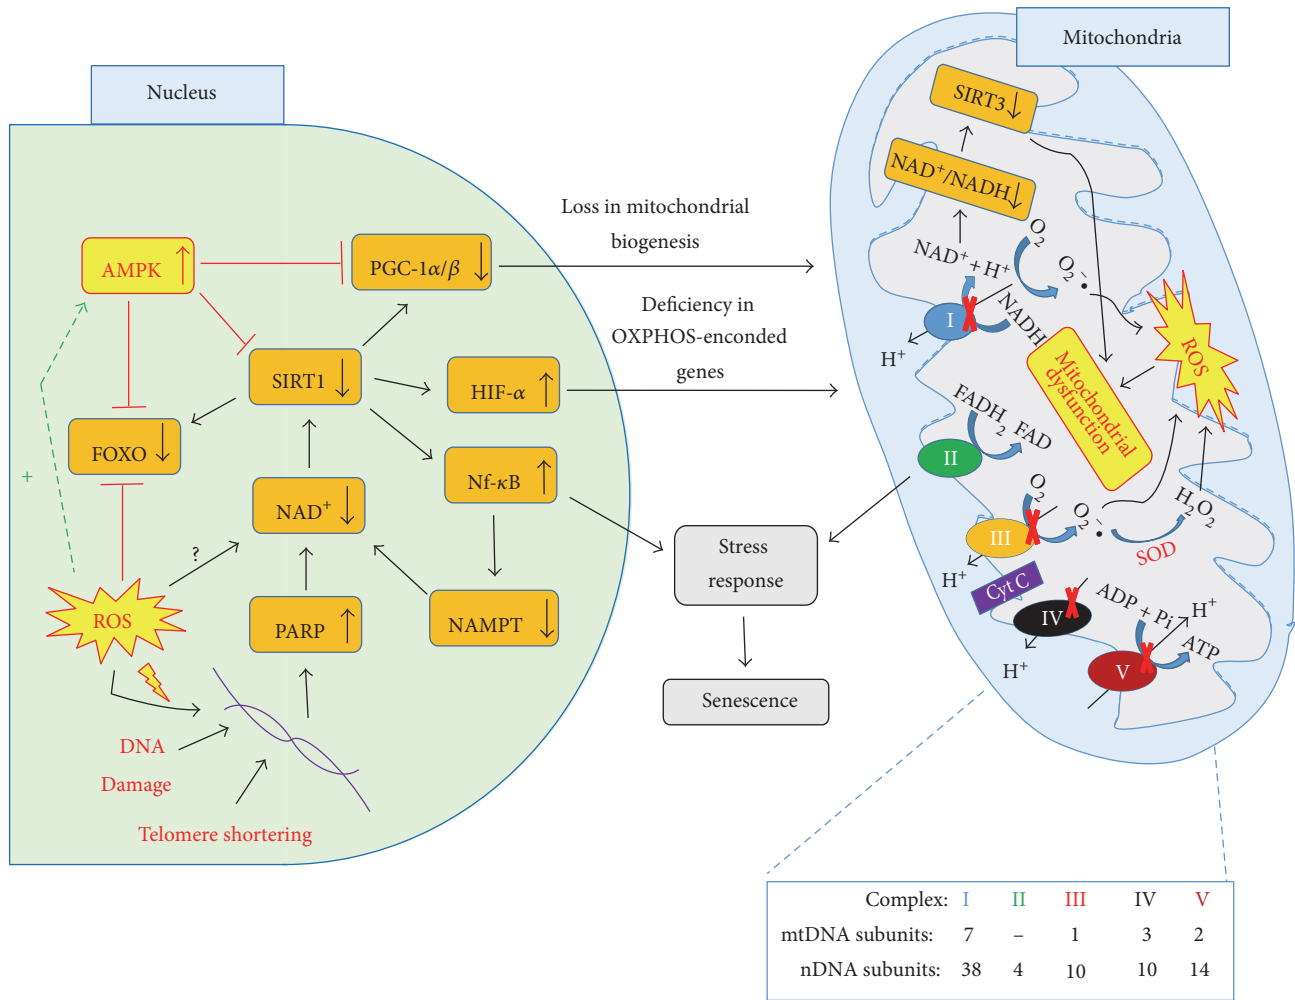 Nucleus
Mitochondria
AMPK ↑
PGC-1α/β ↓
SIRT1 ↓
HIF-α ↑
FOXO ↓
Nf-κB ↑
NAD⁺ ↓
+
?
ROS
PARP ↑
NAMPT ↓
DNA
Damage
Telomere shortering
Loss in mitochondrial
biogenesis
Deficiency in
OXPHOS-enconded
genes
Stress
response
Senescence
SIRT3 ↓
NAD⁺/NADH ↓
O₂
NAD⁺ + H⁺
O₂⁻•
I
NADH
H⁺
ROS
Mitochondrial
dysfunction
FADH₂
FAD
II
O₂
O₂⁻•
H₂O₂
III
SOD
H⁺
Cyt C
ADP + Pi
H⁺
IV
ATP
H⁺
V
Complex: I II III IV V
mtDNA subunits: 7 – 1 3 2
nDNA subunits: 38 4 10 10 14